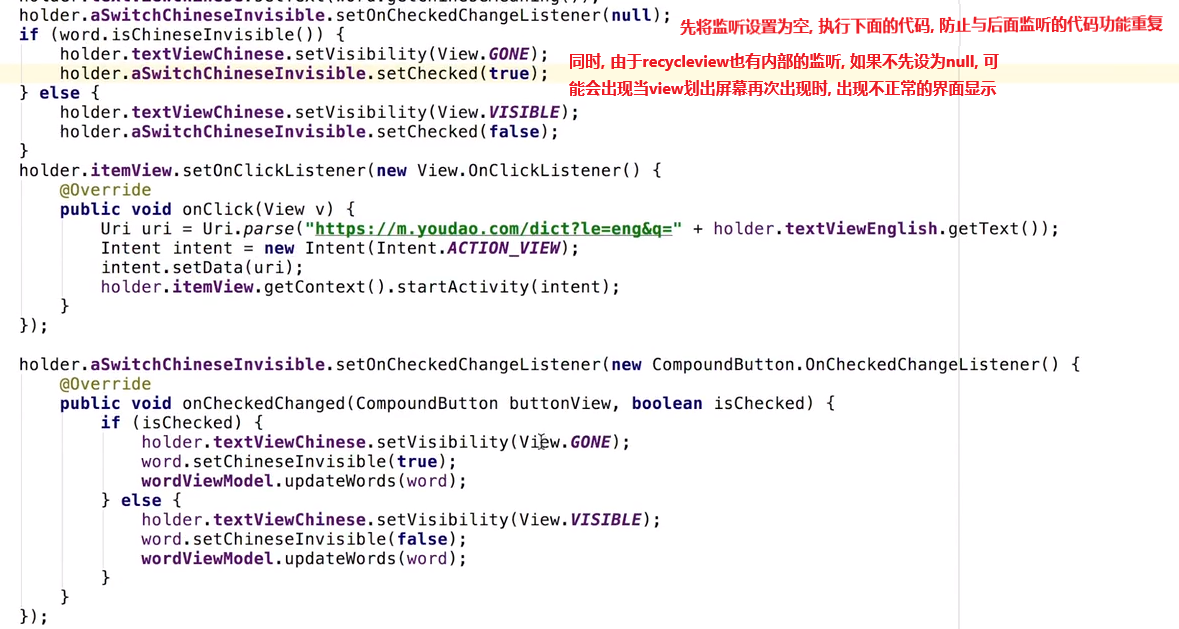 holder.aSwitchChineseInvisible.setOnCheckedChangeListener(null);
先将监听设置为空, 执行下面的代码, 防止与后面监听的代码功能重复
if (word.isChineseInvisible()) {
holder.textViewChinese.setVisibility(View.GONE);
同时, 由于recycleview也有内部的监听, 如果不先设为null, 可
holder.aSwitchChineseInvisible.setChecked(true);
能会出现当view划出屏幕再次出现时, 出现不正常的界面显示
} else {
holder.textViewChinese.setVisibility(View.VISIBLE);
holder.aSwitchChineseInvisible.setChecked(false);
}
holder.itemView.setOnClickListener(new View.OnClickListener() {
@Override
public void onClick(View v) {
Uri uri = Uri.parse("https://m.youdao.com/dict?le=eng&q=" + holder.textViewEnglish.getText());
Intent intent = new Intent(Intent.ACTION_VIEW);
intent.setData(uri);
holder.itemView.getContext().startActivity(intent);
}
});
holder.aSwitchChineseInvisible.setOnCheckedChangeListener(new CompoundButton.OnCheckedChangeListener() {
@Override
public void onCheckedChanged(CompoundButton buttonView, boolean isChecked) {
if (isChecked) {
holder.textViewChinese.setVisibility(View.GONE);
word.setChineseInvisible(true);
wordViewModel.updateWords(word);
} else {
holder.textViewChinese.setVisibility(View.VISIBLE);
word.setChineseInvisible(false);
wordViewModel.updateWords(word);
}
}
});